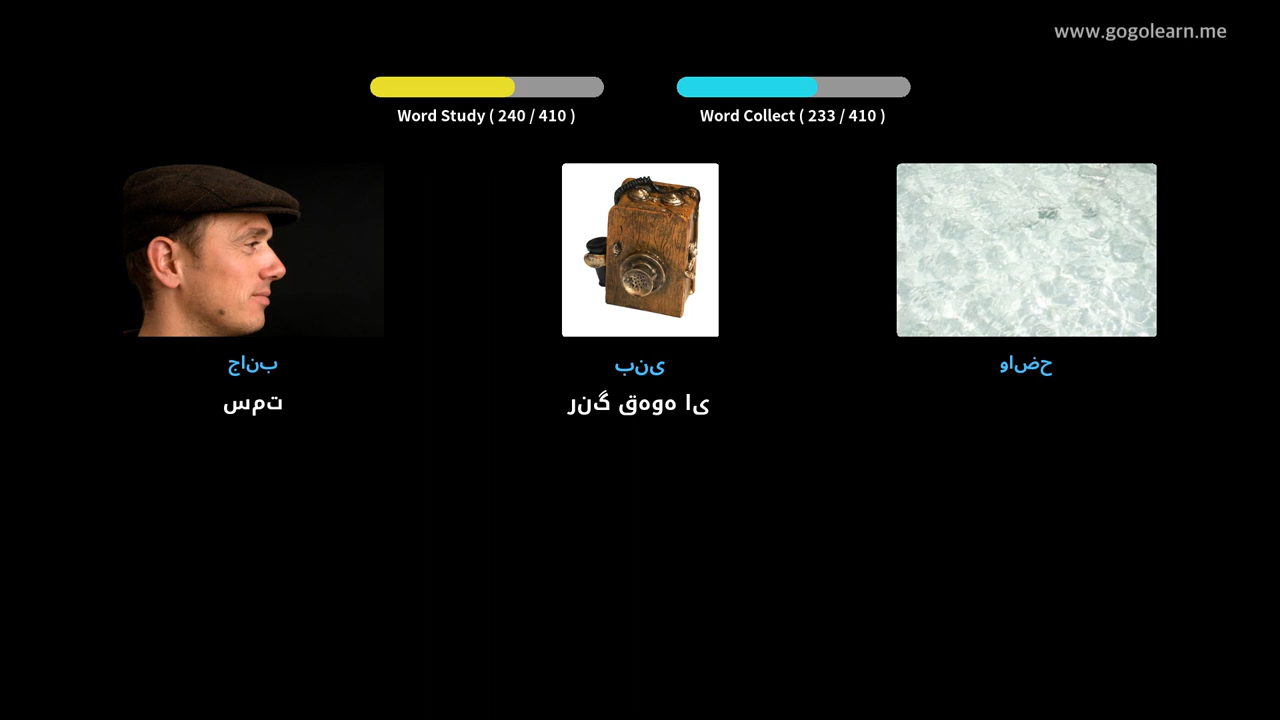 www.gogolearn.me
Word Study ( 240 / 410 )
Word Collect ( 233 / 410 )
جانب
سمت
بنی
رنگ قهوه ای
واضح